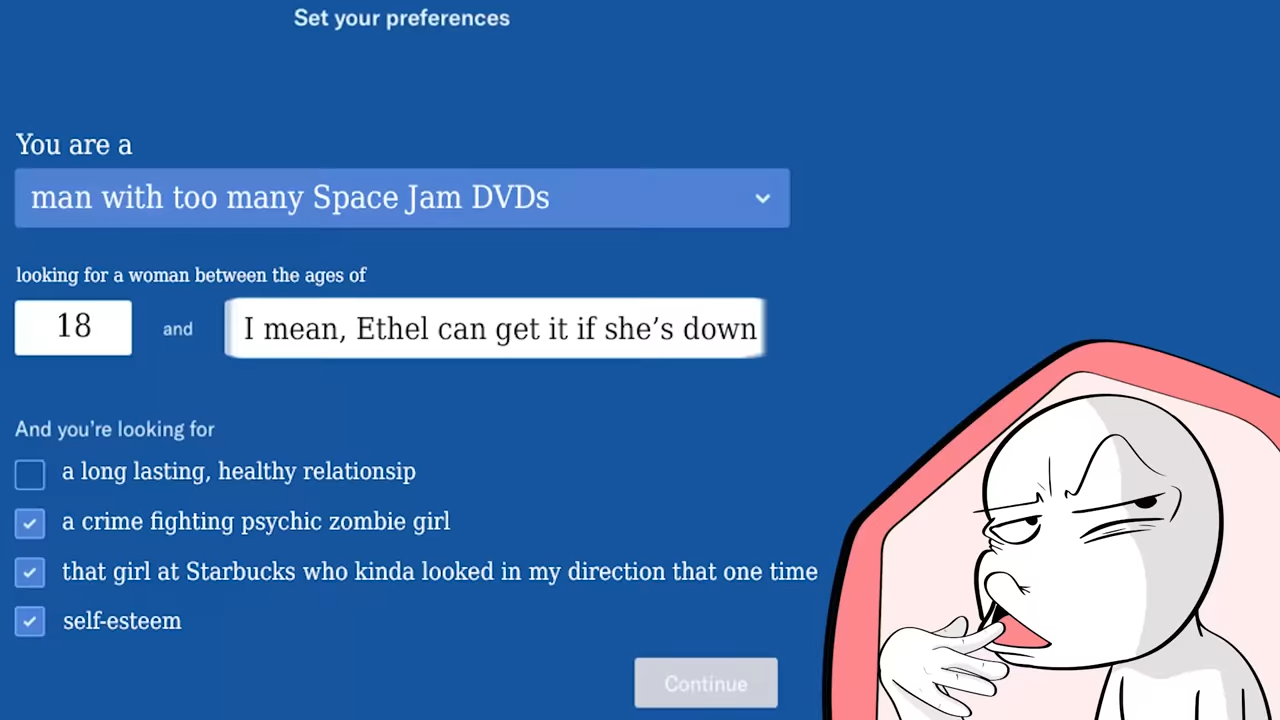 Set your preferences
You are a
man with too many Space Jam DVDs
looking for a woman between the ages of
18 and I mean, Ethel can get it if she’s down
And you’re looking for
a long lasting, healthy relationsip
a crime fighting psychic zombie girl
that girl at Starbucks who kinda looked in my direction that one time
self-esteem
Continue